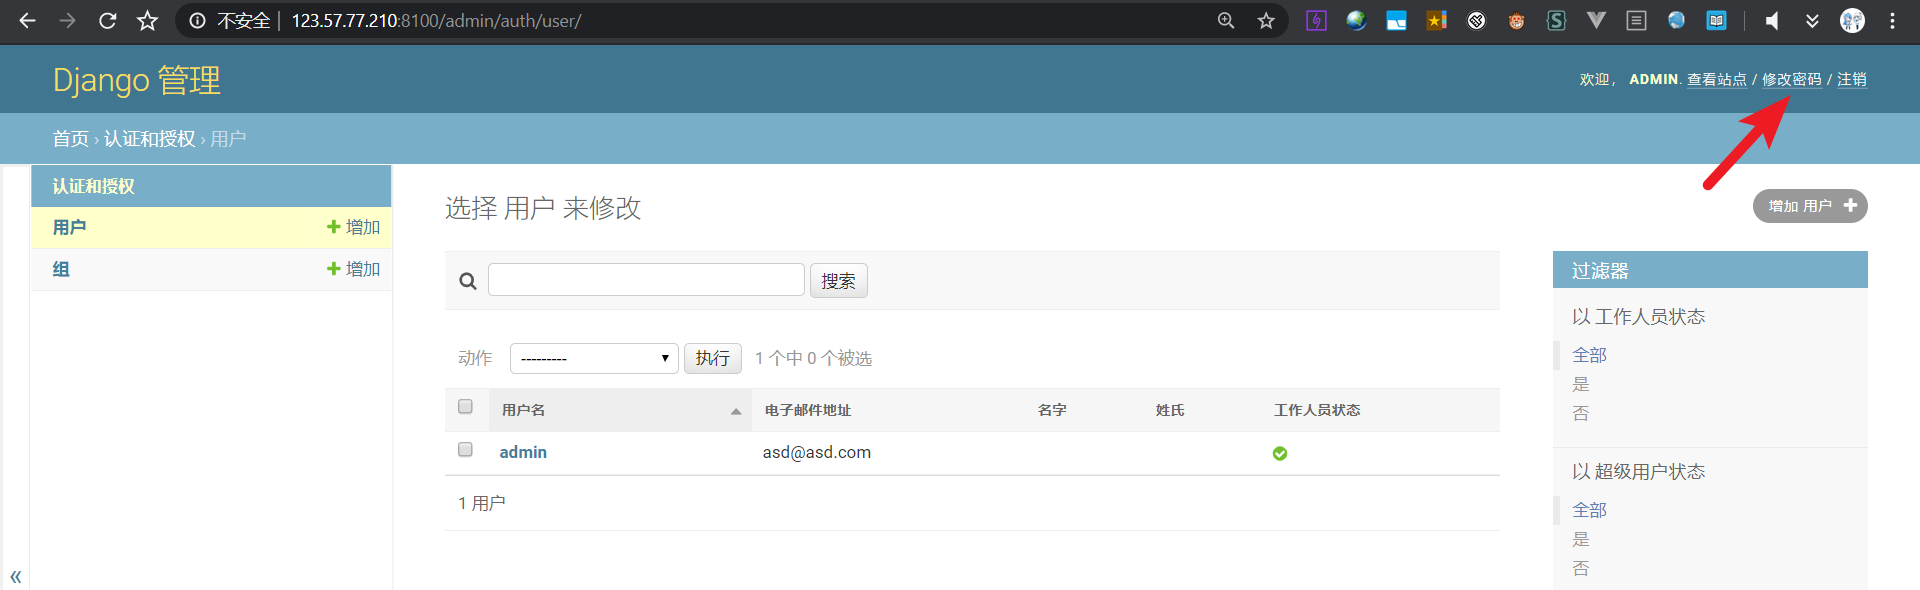 不安全 | 123.57.77.210:8100/admin/auth/user/
Django 管理
欢迎， ADMIN. 查看站点 / 修改密码 / 注销
首页 › 认证和授权 › 用户
认证和授权
用户 增加
组 增加
«
选择 用户 来修改
增加 用户
搜索
动作 --------- 执行 1 个中 0 个被选
用户名 电子邮件地址 名字 姓氏 工作人员状态
admin asd@asd.com
1 用户
过滤器
以 工作人员状态
全部
是
否
以 超级用户状态
全部
是
否